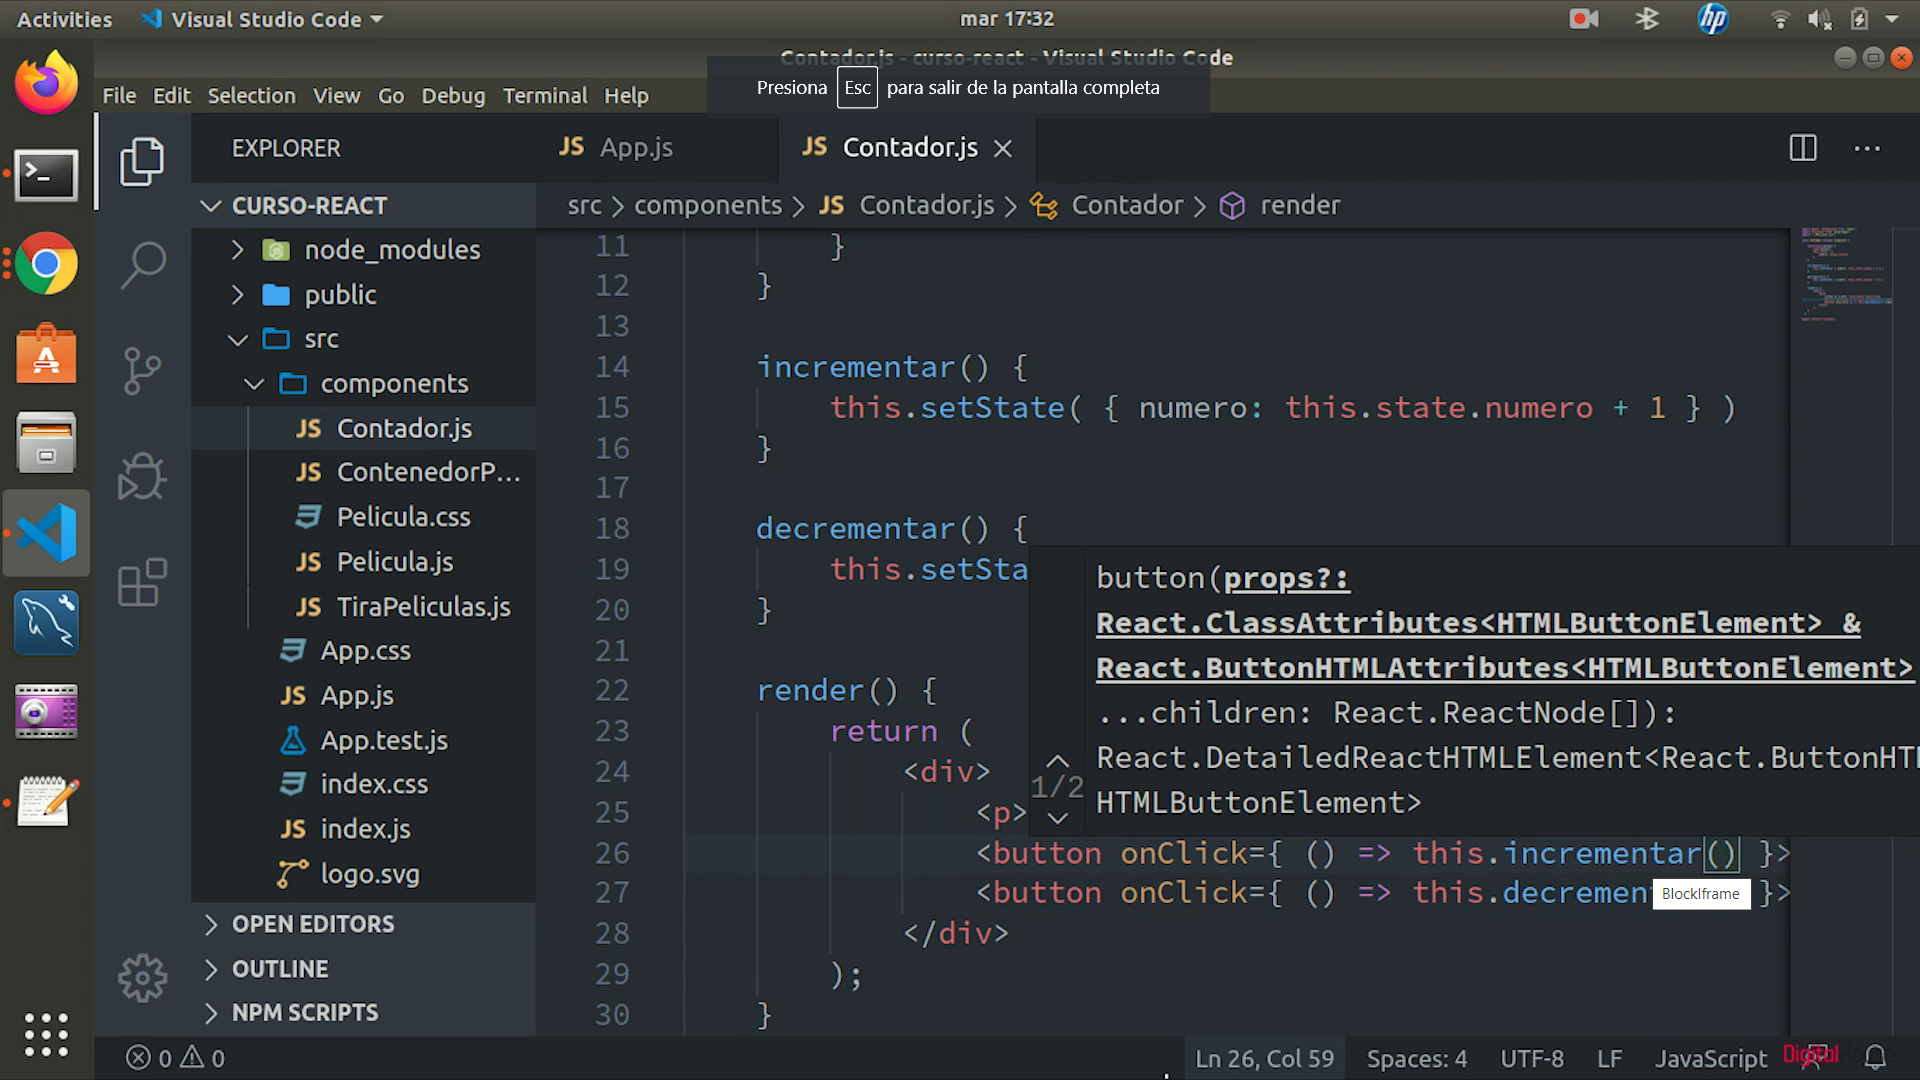 Activities Visual Studio Code mar 17:32
Contador.js - curso-react - Visual Studio Code
Presiona Esc para salir de la pantalla completa
File Edit Selection View Go Debug Terminal Help
EXPLORER
JS App.js
JS Contador.js
CURSO-REACT
src > components > JS Contador.js > Contador > render
node_modules
public
src
components
JS Contador.js
JS ContenedorP...
Pelicula.css
JS Pelicula.js
JS TiraPeliculas.js
App.css
JS App.js
App.test.js
index.css
JS index.js
logo.svg
OPEN EDITORS
OUTLINE
NPM SCRIPTS
11 }
12 }
13
14 incrementar() {
15 this.setState( { numero: this.state.numero + 1 } )
16 }
17
18 decrementar() {
19 this.setSta
20 }
21
22 render() {
23 return (
24 <div>
25 <p>
26 <button onClick={ () => this.incrementar() }>
27 <button onClick={ () => this.decremen }>
28 </div>
29 );
30 }
button(props?:
React.ClassAttributes<HTMLButtonElement> &
React.ButtonHTMLAttributes<HTMLButtonElement>
...children: React.ReactNode[]):
React.DetailedReactHTMLElement<React.ButtonHT
HTMLButtonElement>
1/2
BlockIframe
0 0
Ln 26, Col 59 Spaces: 4 UTF-8 LF JavaScript
Digital
hp